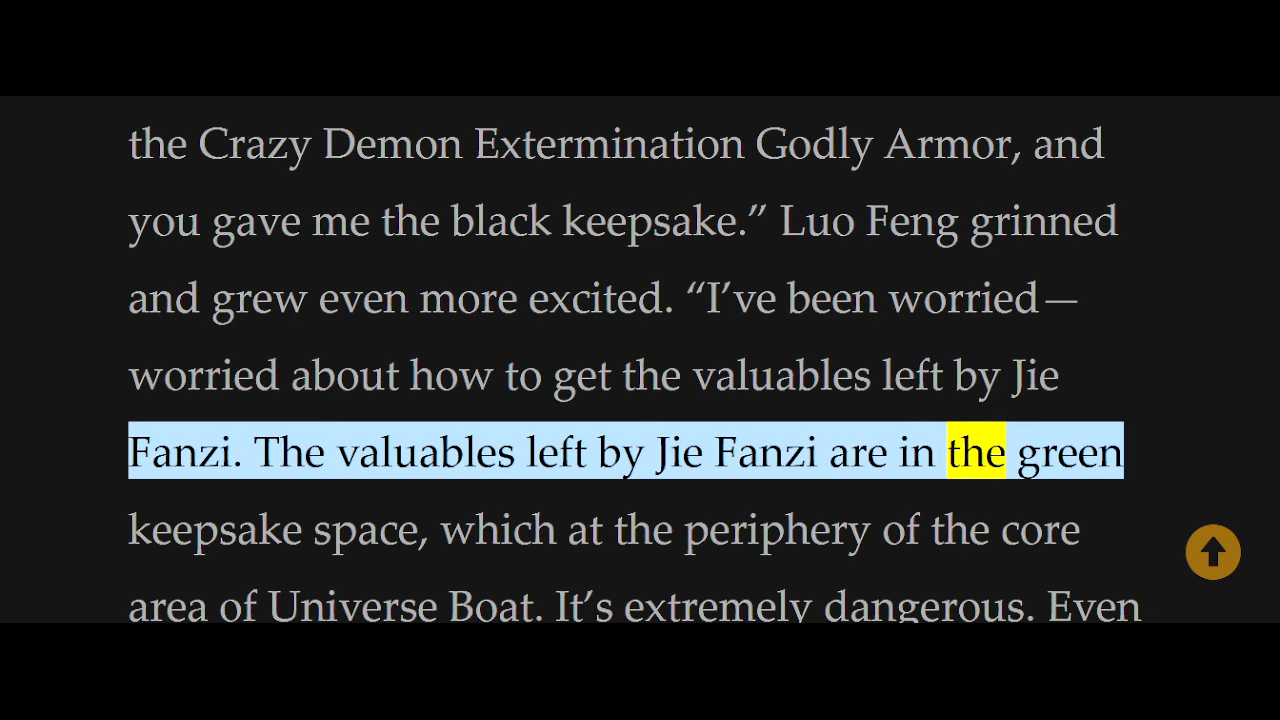 the Crazy Demon Extermination Godly Armor, and
you gave me the black keepsake.” Luo Feng grinned
and grew even more excited. “I’ve been worried—
worried about how to get the valuables left by Jie
Fanzi. The valuables left by Jie Fanzi are in the green
keepsake space, which at the periphery of the core
area of Universe Boat. It’s extremely dangerous. Even